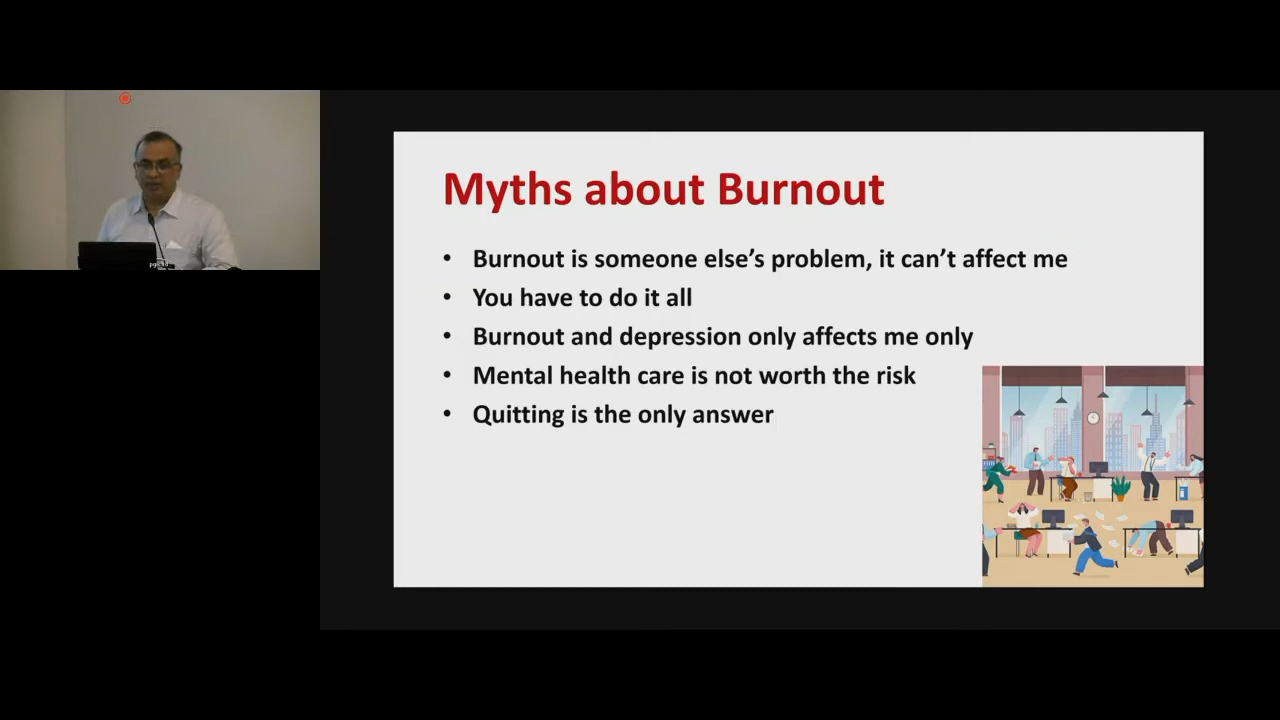 Myths about Burnout
• Burnout is someone else's problem, it can't affect me
• You have to do it all
• Burnout and depression only affects me only
• Mental health care is not worth the risk
• Quitting is the only answer